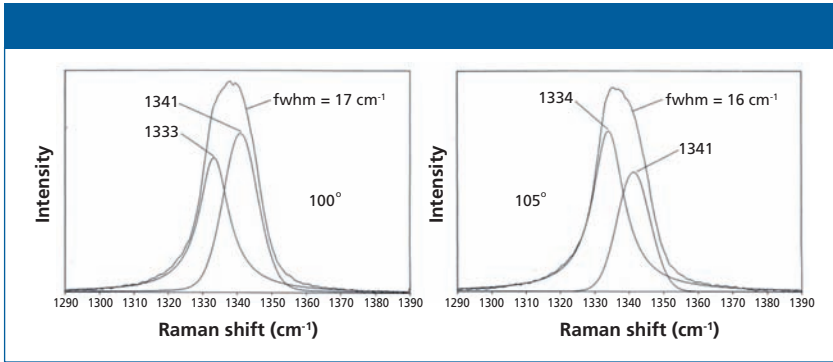 Intensity
1341
1333
fwhm = 17 cm-1
100°
1290 1300 1310 1320 1330 1340 1350 1360 1370 1380 1390
Raman shift (cm-1)
Intensity
1334
fwhm = 16 cm-1
1341
105°
1290 1300 1310 1320 1330 1340 1350 1360 1370 1380 1390
Raman shift (cm-1)